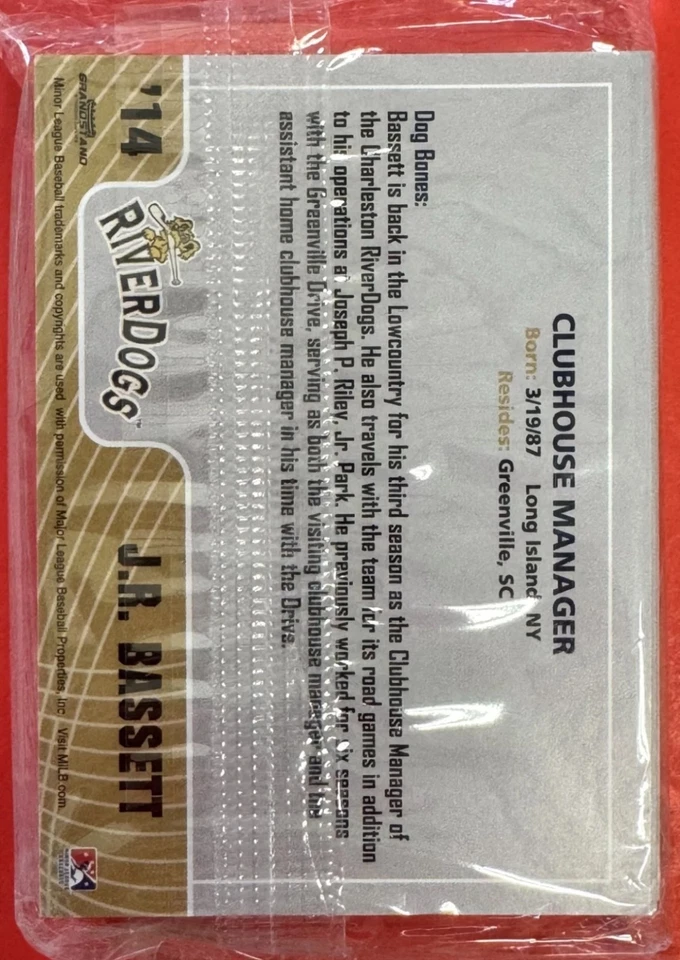 CLUBHOUSE MANAGER
Born: 3/19/87 Long Island, NY
Resides: Greenville, SC
Dog Bones:
Bassett is back in the Lowcountry for his third season as the Clubhouse Manager of
the Charleston RiverDogs. He also travels with the team for its road games in addition
to his operations at Joseph P. Riley, Jr. Park. He previously worked for six seasons
with the Greenville Drive, serving as both the visiting clubhouse manager and the
assistant home clubhouse manager in his time with the Drive.
'14
RIVERDOGS™
J.R. BASSETT
GRANDSTAND
Minor League Baseball trademarks and copyrights are used with permission of Major League Baseball Properties, Inc. Visit MiLB.com.